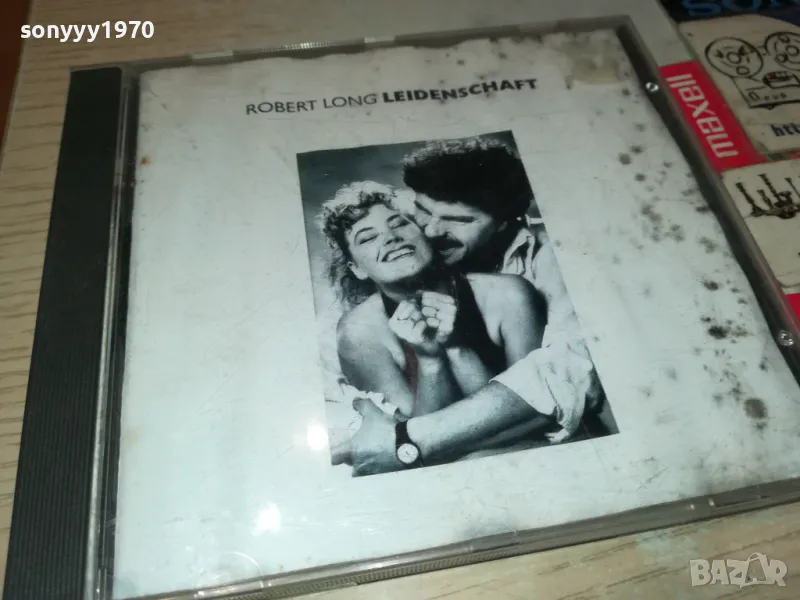 sonyyy1970
ROBERT LONG LEIDENSCHAFT
maxell
htt
BAZAR